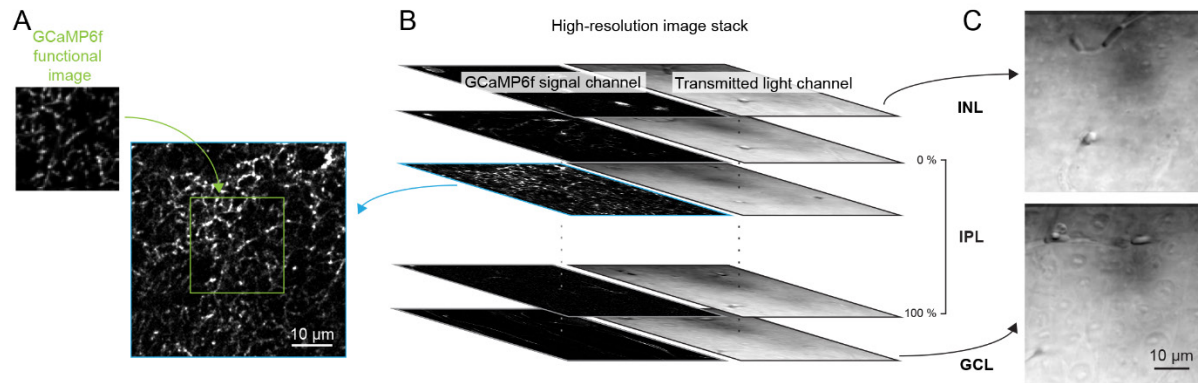 A
GCaMP6f
functional
image
10 µm
B
High-resolution image stack
GCaMP6f signal channel
Transmitted light channel
INL
0 %
IPL
100 %
GCL
C
10 µm